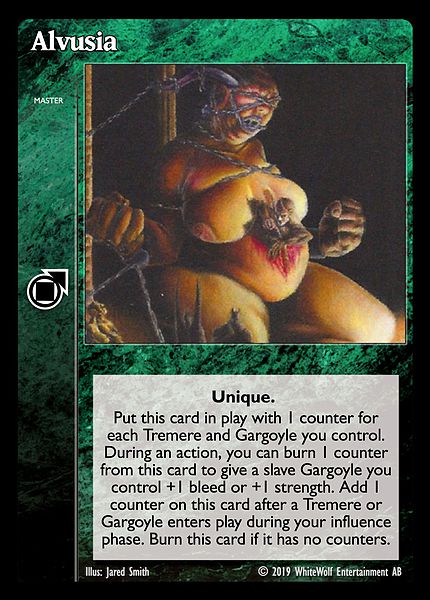 Alvusia
MASTER
Unique.
Put this card in play with 1 counter for
each Tremere and Gargoyle you control.
During an action, you can burn 1 counter
from this card to give a slave Gargoyle you
control +1 bleed or +1 strength. Add 1
counter on this card after a Tremere or
Gargoyle enters play during your influence
phase. Burn this card if it has no counters.
Illus: Jared Smith
© 2019 WhiteWolf Entertainment AB